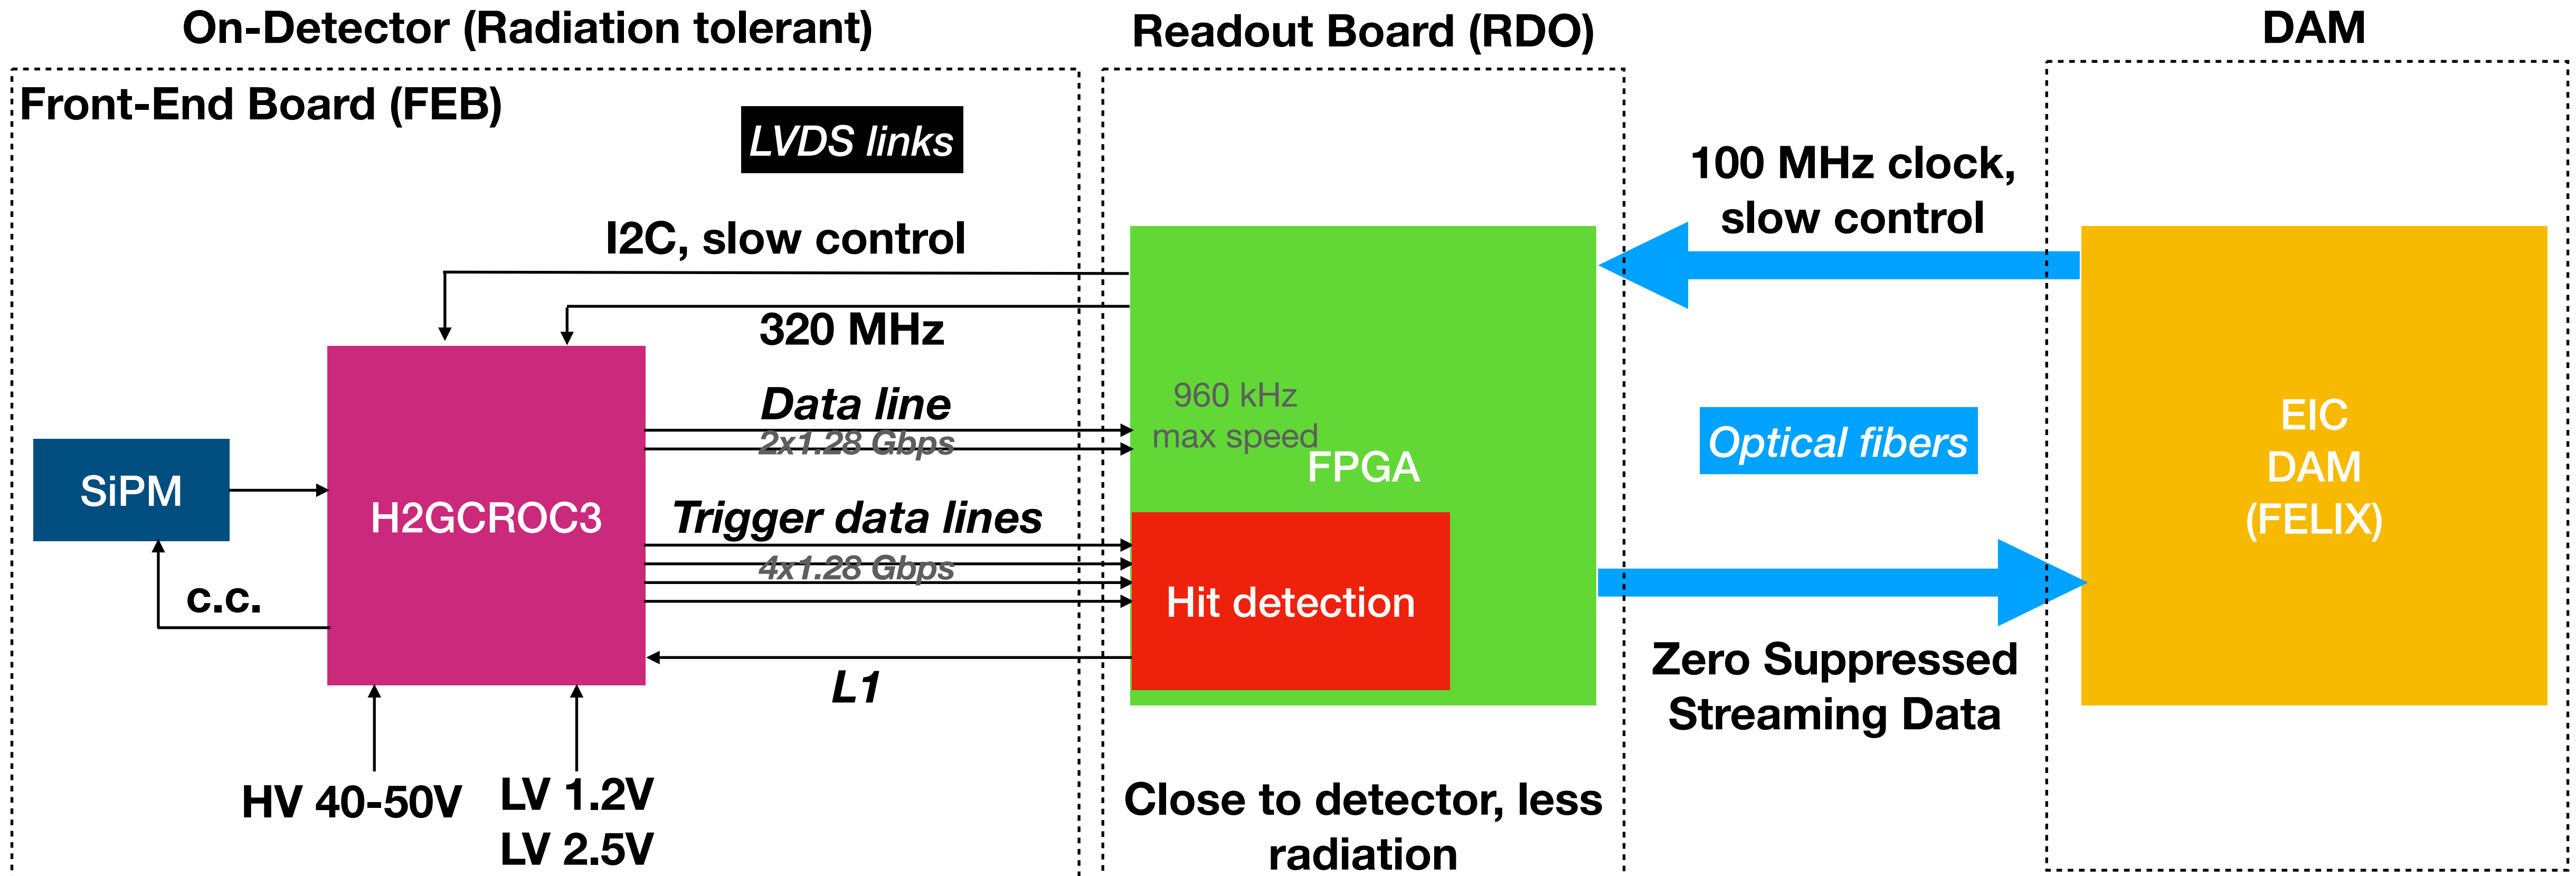 On-Detector (Radiation tolerant)
Readout Board (RDO)
DAM
Front-End Board (FEB)
LVDS links
I2C, slow control
320 MHz
Data line
2x1.28 Gbps
Trigger data lines
4x1.28 Gbps
L1
SiPM
H2GCROC3
c.c.
HV 40-50V
LV 1.2V
LV 2.5V
960 kHz
max speed
FPGA
Hit detection
Close to detector, less
radiation
100 MHz clock,
slow control
Optical fibers
Zero Suppressed
Streaming Data
EIC
DAM
(FELIX)